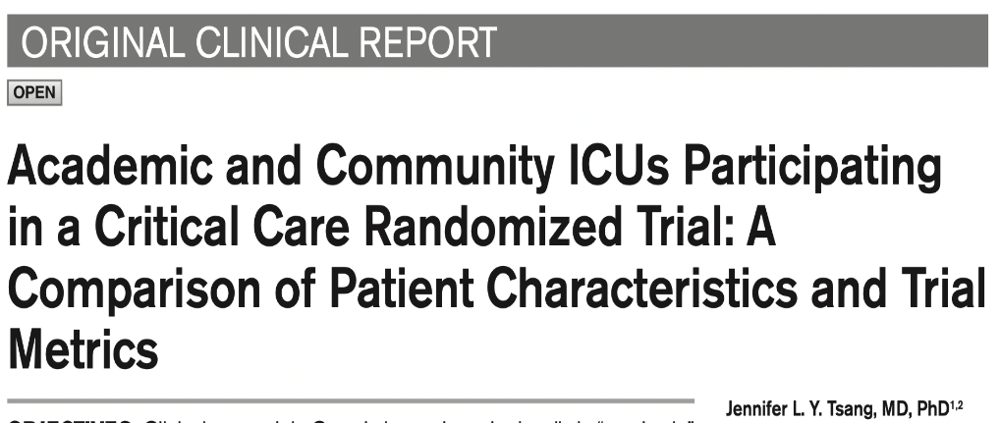 ORIGINAL CLINICAL REPORT
OPEN
Academic and Community ICUs Participating
in a Critical Care Randomized Trial: A
Comparison of Patient Characteristics and Trial
Metrics
Jennifer L. Y. Tsang, MD, PhD1,2